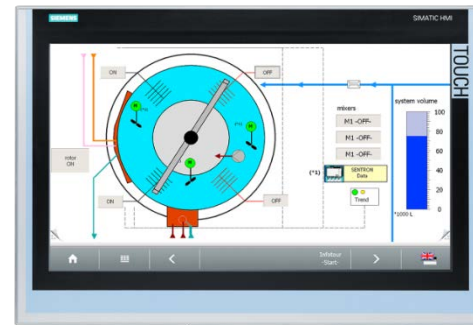 SIEMENS
SIMATIC HMI
TOUCH
ON
OFF
system volume
mixers
M1 -OFF-
M1 -OFF-
M1 -OFF-
100
80
60
40
20
0
*1000 L
rotor
ON
(*1)
SENTRON
Data
Trend
ON
OFF
M
M
M
Infotour
-Start-